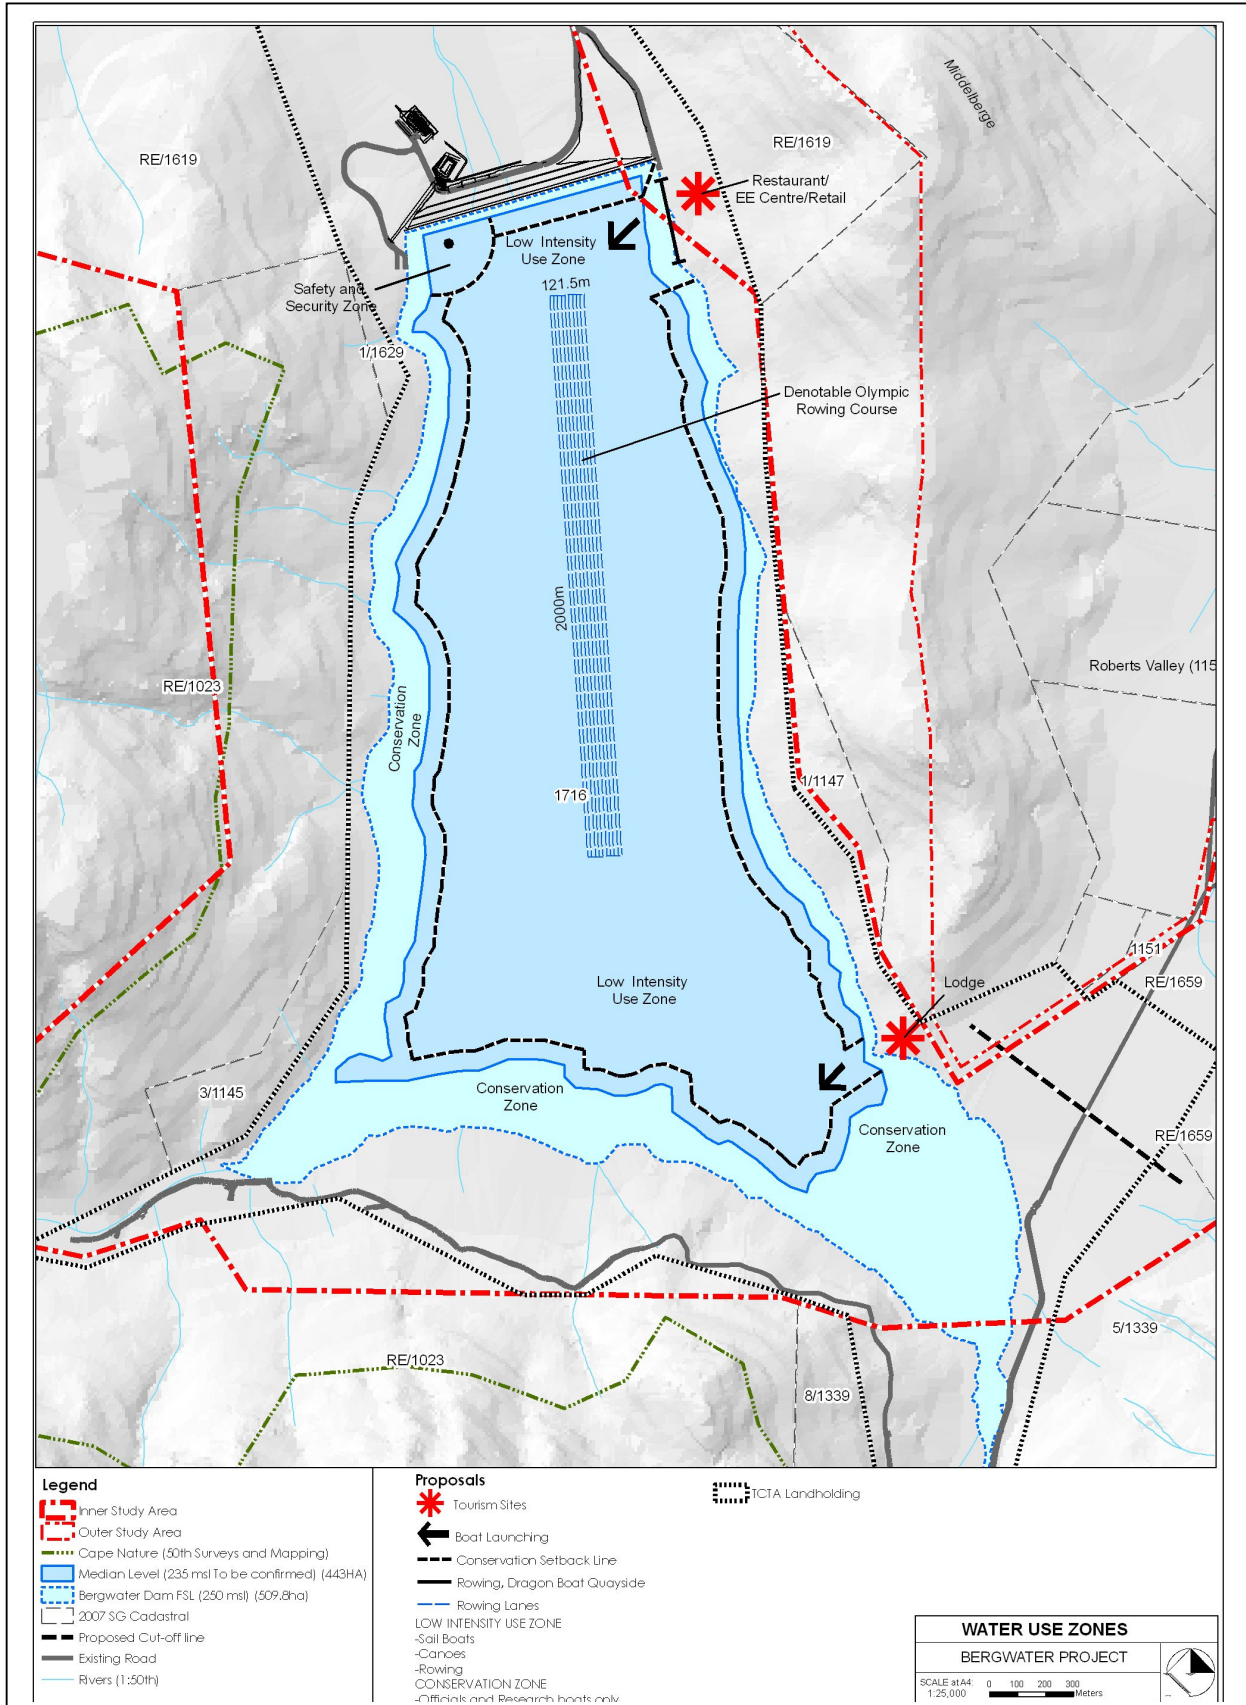 Middelberge
RE/1619
RE/1619
Restaurant/
EE Centre/Retail
Low Intensity
Use Zone
Safety and
Security Zone
121.5m
1/1629
Denotable Olympic
Rowing Course
2000m
Roberts Valley (115
RE/1023
Conservation
Zone
1/1147
1716
1151
Low Intensity
Use Zone
Lodge
RE/1659
3/1145
Conservation
Zone
Conservation
Zone
RE/1659
5/1339
RE/1023
8/1339
Legend
Inner Study Area
Outer Study Area
Cape Nature (50th Surveys and Mapping)
Median Level (235 msl To be confirmed) (443HA)
Bergwater Dam FSL (250 msl) (509.8ha)
2007 SG Cadastral
Proposed Cut-off line
Existing Road
Rivers (1:50th)
Proposals
Tourism Sites
Boat Launching
Conservation Setback Line
Rowing, Dragon Boat Quayside
Rowing Lanes
LOW INTENSITY USE ZONE
-Sail Boats
-Canoes
-Rowing
CONSERVATION ZONE
-Officials and Research boats only
TCTA Landholding
WATER USE ZONES
BERGWATER PROJECT
SCALE at A4:
1:25,000
0 100 200 300
Meters